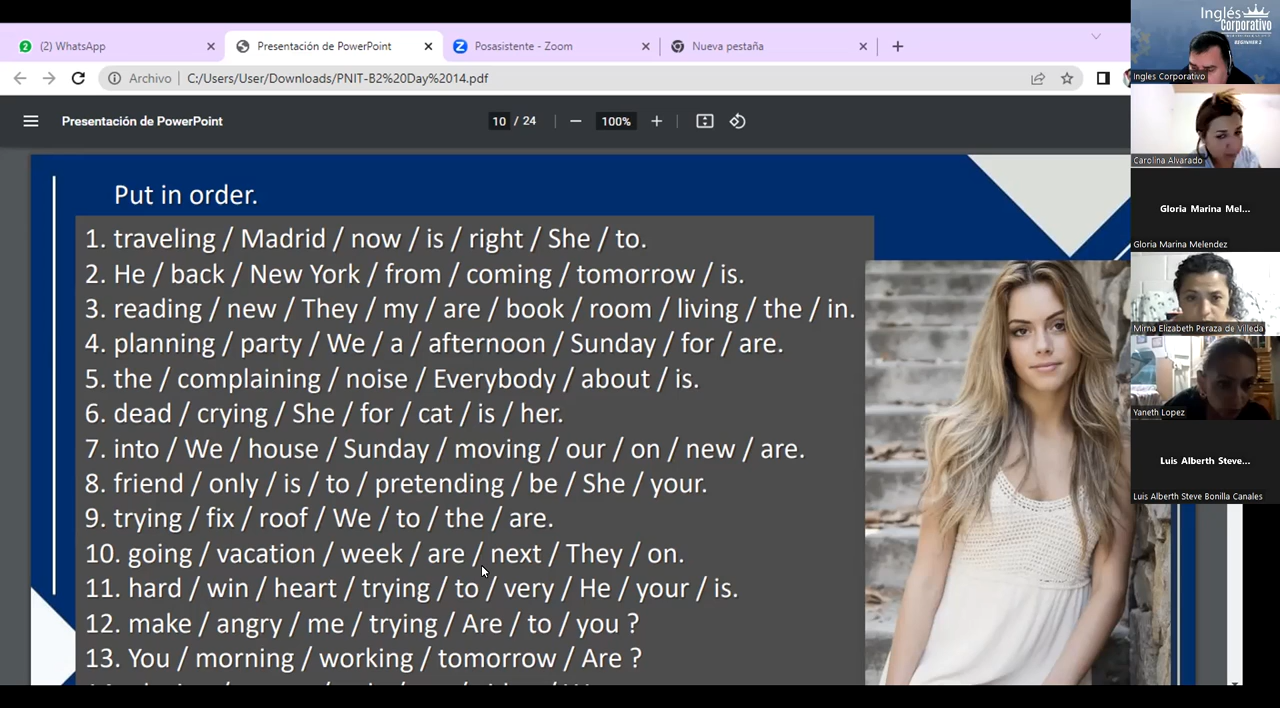 (2) WhatsApp
Presentación de PowerPoint
Posasistente - Zoom
Nueva pestaña
Archivo
C:/Users/User/Downloads/PNIT-B2%20Day%2014.pdf
Presentación de PowerPoint
10 / 24
100%
Put in order.
1. traveling / Madrid / now / is / right / She / to.
2. He / back / New York / from / coming / tomorrow / is.
3. reading / new / They / my / are / book / room / living / the / in.
4. planning / party / We / a / afternoon / Sunday / for / are.
5. the / complaining / noise / Everybody / about / is.
6. dead / crying / She / for / cat / is / her.
7. into / We / house / Sunday / moving / our / on / new / are.
8. friend / only / is / to / pretending / be / She / your.
9. trying / fix / roof / We / to / the / are.
10. going / vacation / week / are / next / They / on.
11. hard / win / heart / trying / to / very / He / your / is.
12. make / angry / me / trying / Are / to / you ?
13. You / morning / working / tomorrow / Are ?
Inglés
Corporativo
BEGINNER 2
Ingles Corporativo
Carolina Alvarado
Gloria Marina Mel...
Gloria Marina Melendez
Mirna Elizabeth Peraza de Villeda
Yaneth Lopez
Luis Alberth Steve...
Luis Alberth Steve Bonilla Canales